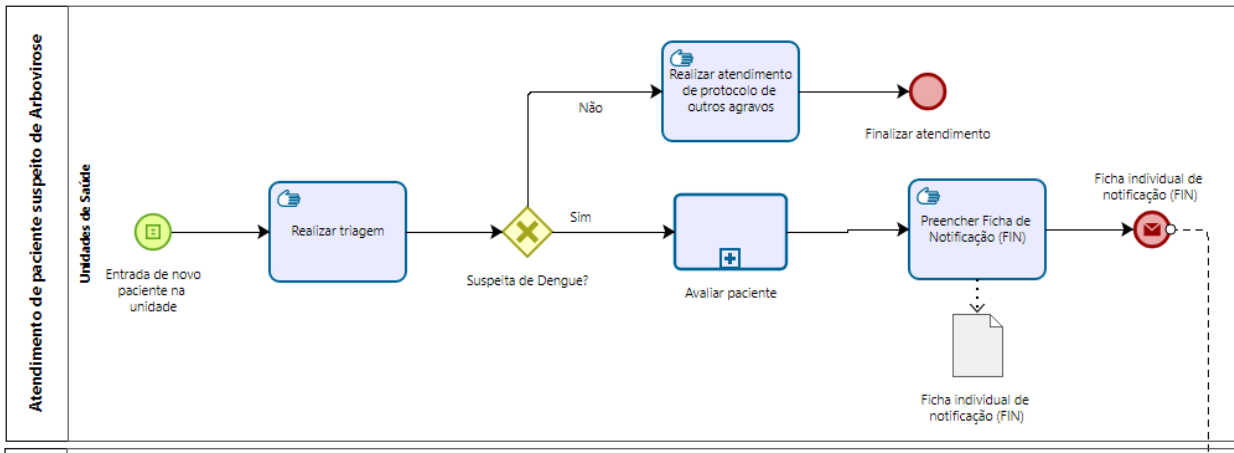 Atendimento de paciente suspeito de Arbovirose
Unidades de Saúde
Entrada de novo
paciente na
unidade
Realizar triagem
Suspeita de Dengue?
Não
Realizar atendimento
de protocolo de
outros agravos
Finalizar atendimento
Sim
Avaliar paciente
Preencher Ficha de
Notificação (FIN)
Ficha individual de
notificação (FIN)
Ficha individual de
notificação (FIN)